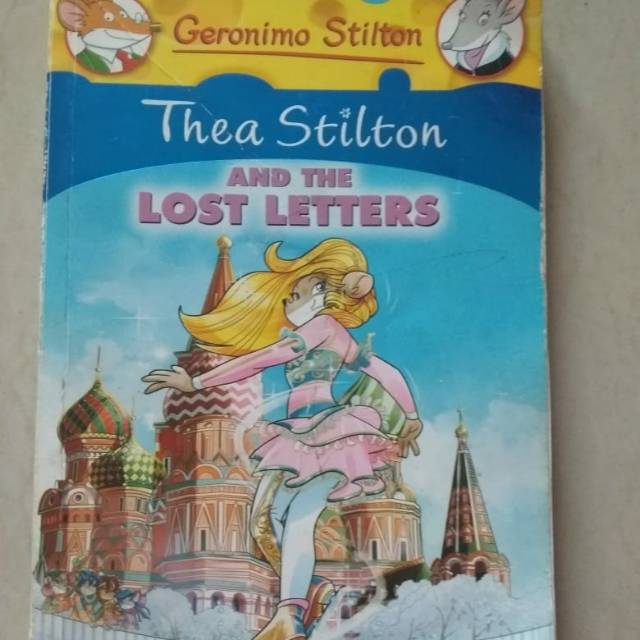 Geronimo Stilton
Thea Stilton
AND THE
LOST LETTERS